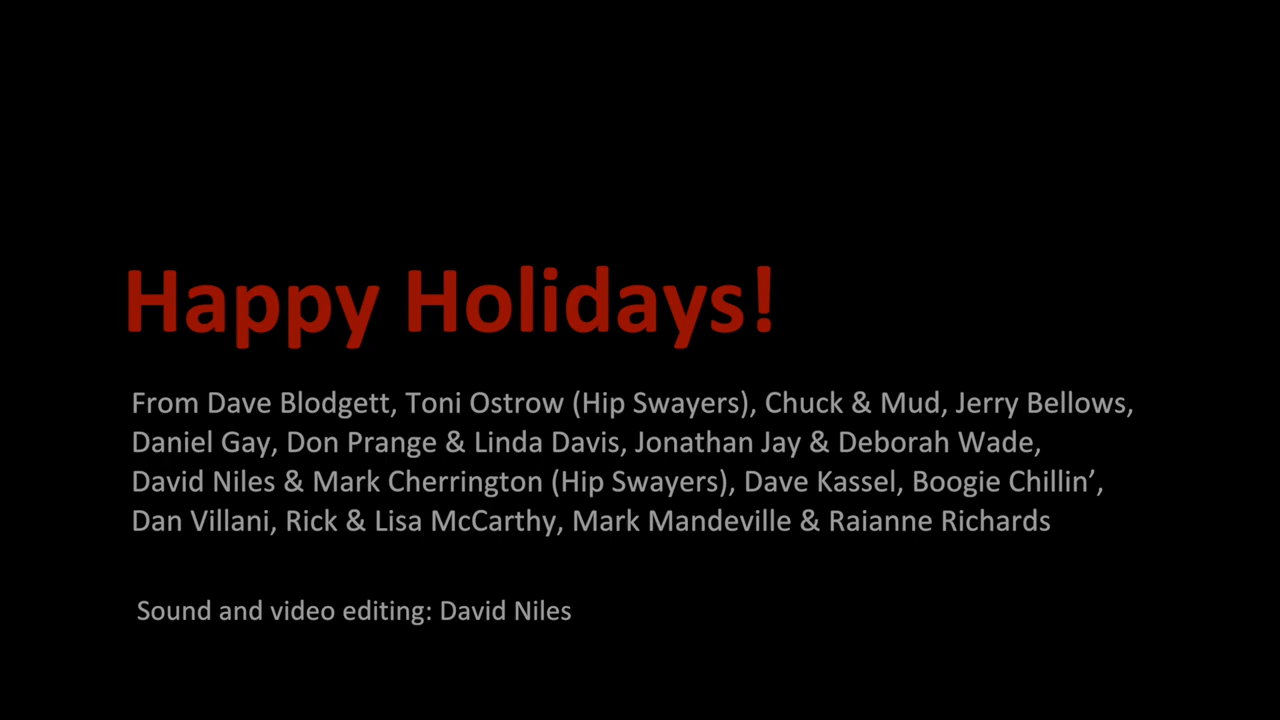 Happy Holidays!
From Dave Blodgett, Toni Ostrow (Hip Swayers), Chuck & Mud, Jerry Bellows,
Daniel Gay, Don Prange & Linda Davis, Jonathan Jay & Deborah Wade,
David Niles & Mark Cherrington (Hip Swayers), Dave Kassel, Boogie Chillin’,
Dan Villani, Rick & Lisa McCarthy, Mark Mandeville & Raianne Richards
Sound and video editing: David Niles